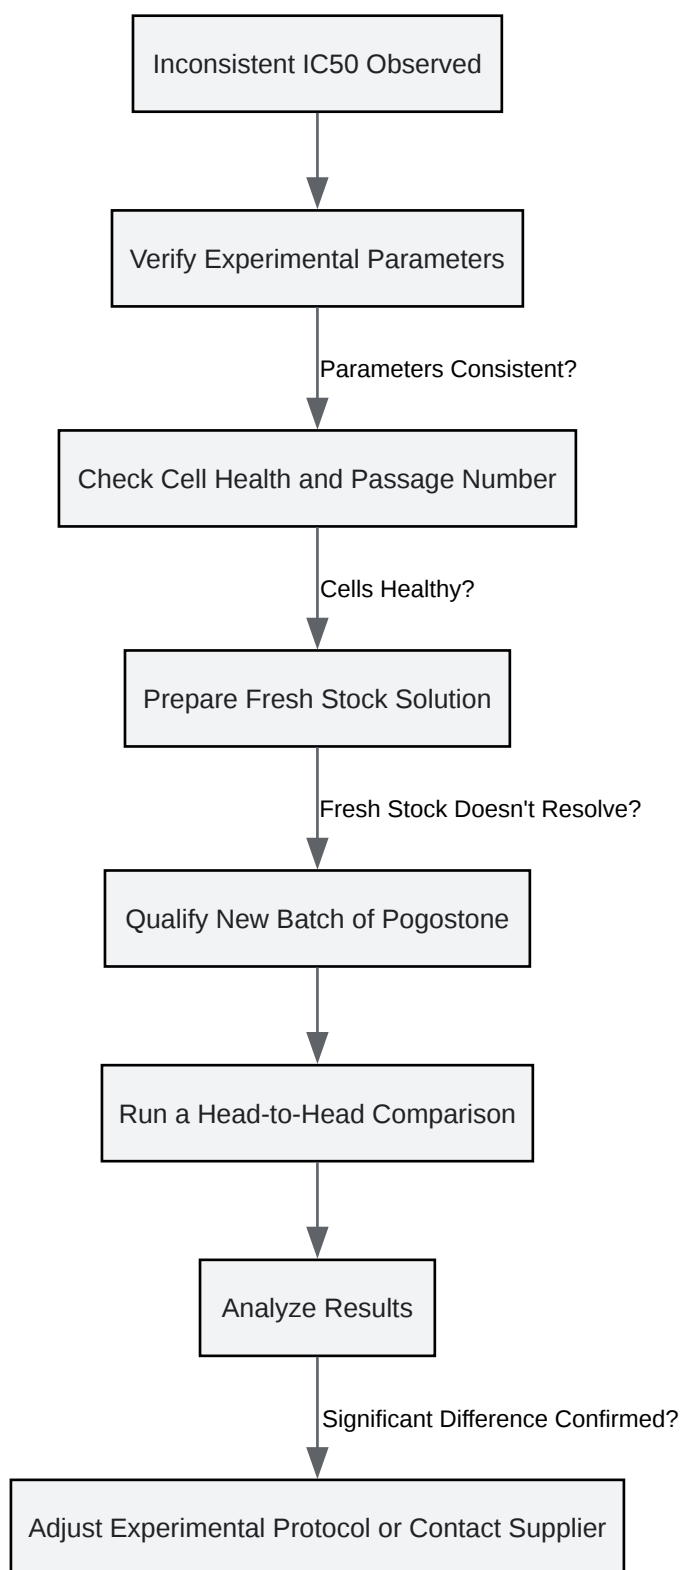 Inconsistent IC50 Observed
Verify Experimental Parameters
Parameters Consistent?
Check Cell Health and Passage Number
Cells Healthy?
Prepare Fresh Stock Solution
Fresh Stock Doesn't Resolve?
Qualify New Batch of Pogostone
Run a Head-to-Head Comparison
Analyze Results
Significant Difference Confirmed?
Adjust Experimental Protocol or Contact Supplier